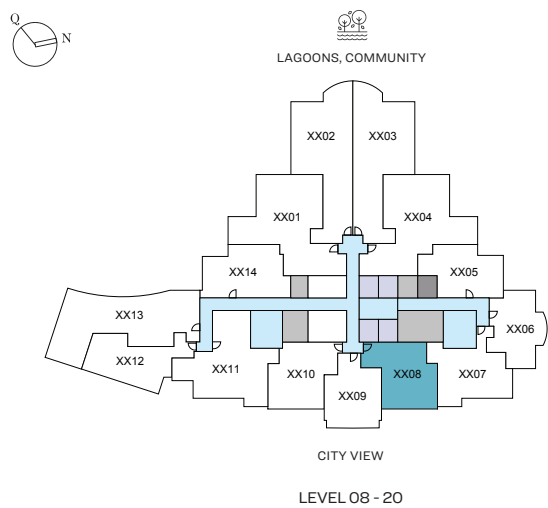 Q
N
LAGOONS, COMMUNITY
XX02 XX03
XX01 XX04
XX14 XX05
XX13 XX06
XX12 XX11 XX10 XX08 XX07
XX09
CITY VIEW
LEVEL 08 - 20